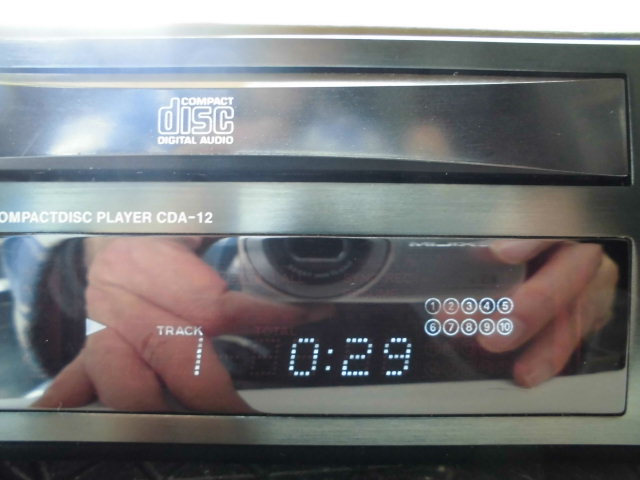 COMPACT
disc
DIGITAL AUDIO
OMPACTDISC PLAYER CDA-12
TRACK TOTAL
1 0:29
1 2 3 4 5
6 7 8 9 10